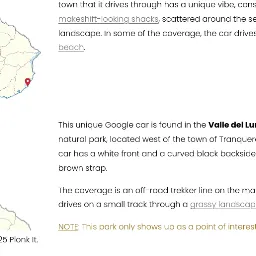 town that it drives through has a unique vibe, cons
makeshift-looking shacks, scattered around the se
landscape. In some of the coverage, the car drives
beach.
This unique Google car is found in the Valle del Lu
natural park, located west of the town of Tranquer
car has a white front and a curved black backside
brown strap.
The coverage is an off-road trekker line on the ma
drives on a small track through a grassy landscap
NOTE: This park only shows up as a point of interest
25 Plonk It.